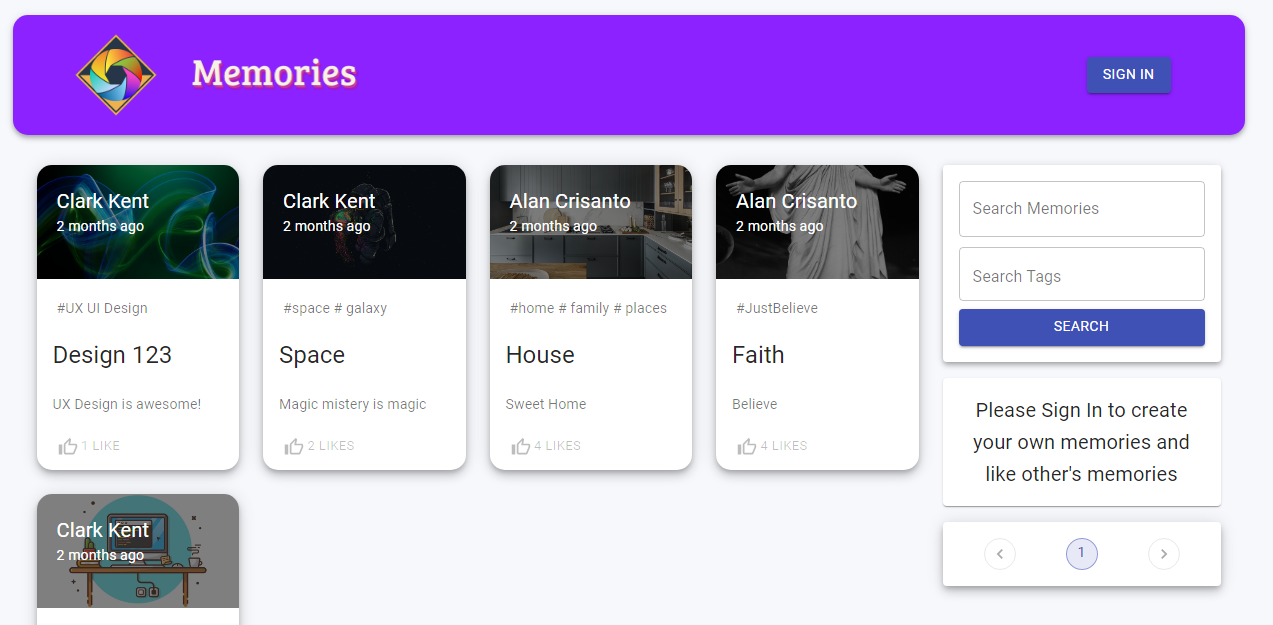 Memories
SIGN IN
Clark Kent
2 months ago
#UX UI Design
Design 123
UX Design is awesome!
1 LIKE
Clark Kent
2 months ago
#space # galaxy
Space
Magic mistery is magic
2 LIKES
Alan Crisanto
2 months ago
#home # family # places
House
Sweet Home
4 LIKES
Alan Crisanto
2 months ago
#JustBelieve
Faith
Believe
4 LIKES
Clark Kent
2 months ago
Search Memories
Search Tags
SEARCH
Please Sign In to create
your own memories and
like other's memories
1